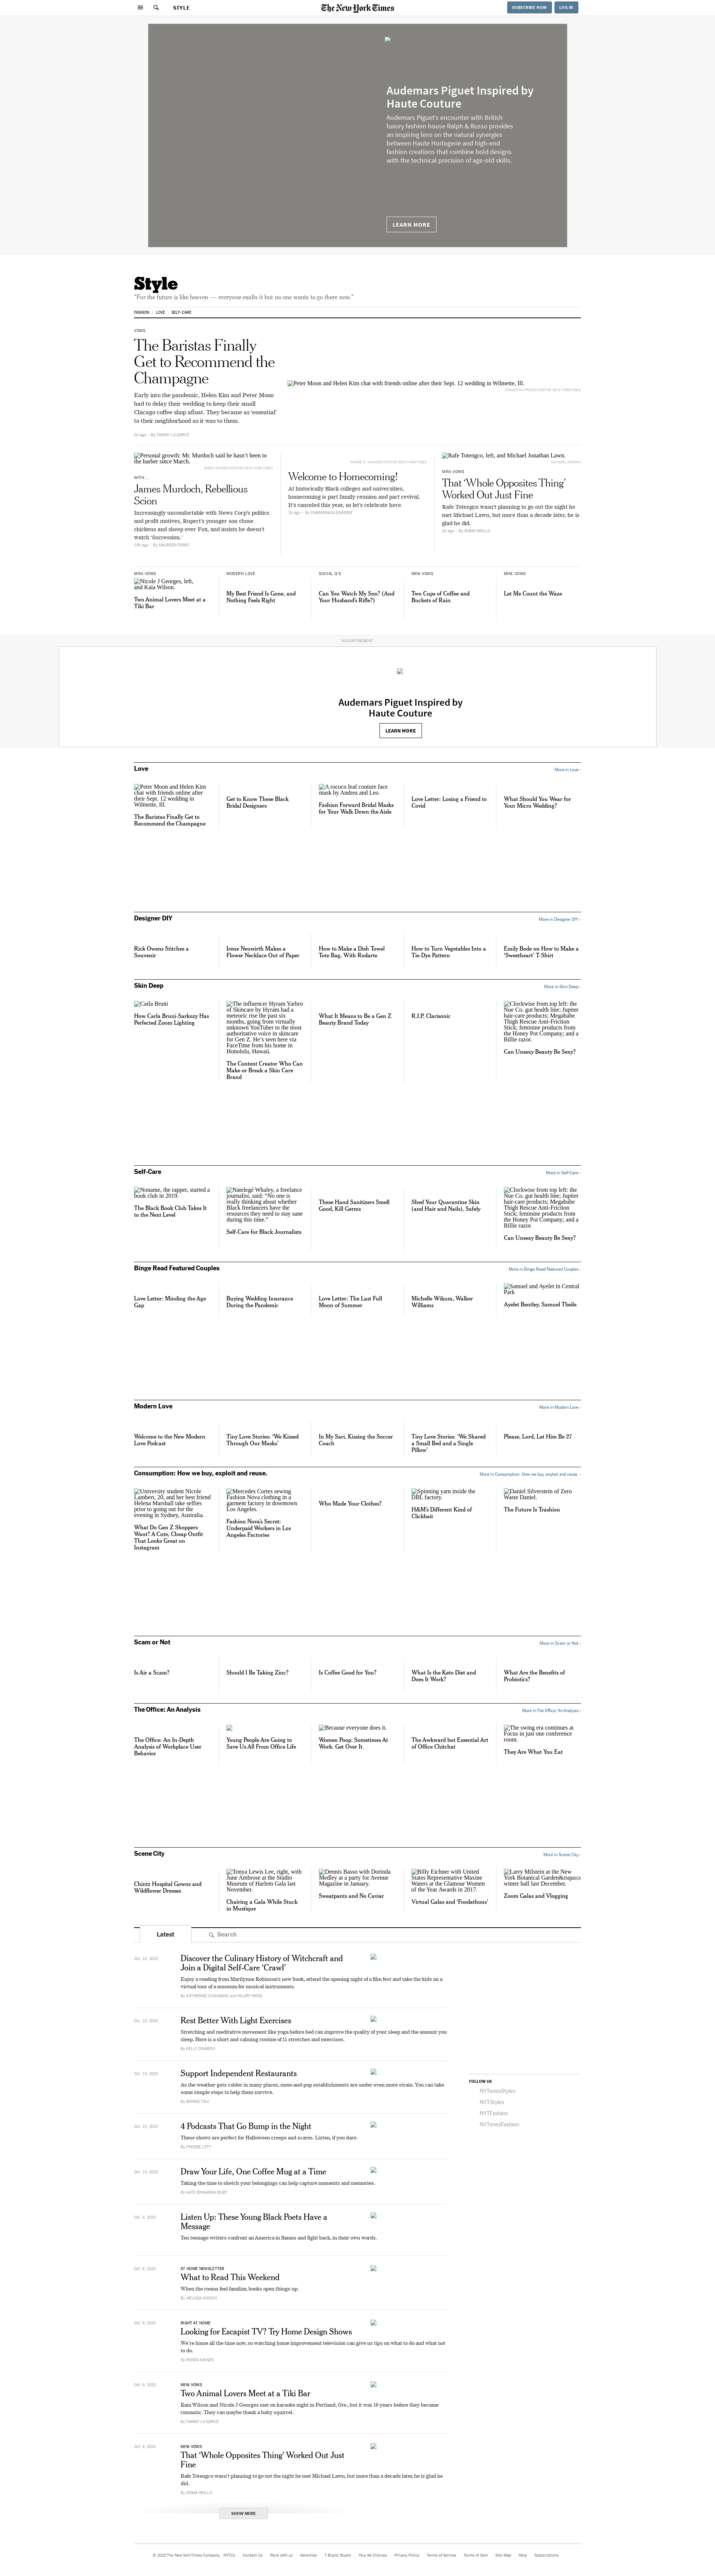 STYLE
The New York Times
SUBSCRIBE NOW
LOG IN
Audemars Piguet Inspired by
Haute Couture
Audemars Piguet's encounter with British
luxury fashion house Ralph & Russo provides
an inspiring lens on the natural synergies
between Haute Horlogerie and high-end
fashion creations that combine bold designs
with the technical precision of age-old skills.
LEARN MORE
Style
"For the future is like heaven — everyone exalts it but no one wants to go there now."
FASHION
LOVE
SELF-CARE
VOWS
The Baristas Finally
Get to Recommend the
Champagne
Early into the pandemic, Helen Kim and Peter Moon
had to delay their wedding to keep their small
Chicago coffee shop afloat. They became as 'essential'
to their neighborhood as it was to them.
2d ago · By TAMMY LA GORCE
Peter Moon and Helen Kim chat with friends online after their Sept. 12 wedding in Wilmette, Ill.
Personal growth: Mr. Murdoch said he hasn't been to
the barber since March.
WITH ...
James Murdoch, Rebellious
Scion
Increasingly uncomfortable with News Corp's politics
and profit motives, Rupert's younger son chose
chickens and sheep over Fox, and insists he doesn't
watch 'Succession.'
19h ago · By MAUREEN DOWD
Welcome to Homecoming!
At historically Black colleges and universities,
homecoming is part family reunion and part revival.
It's canceled this year, so let's celebrate here.
2d ago · By CHARANNA ALEXANDER
Rafe Totengco, left, and Michael Jonathan Lawn.
MINI-VOWS
That 'Whole Opposites Thing'
Worked Out Just Fine
Rafe Totengco wasn't planning to go out the night he
met Michael Lawn, but more than a decade later, he is
glad he did.
2d ago · By EMMA GRILLO
MINI-VOWS
Nicole J Georges, left,
and Kaia Wilson.
Two Animal Lovers Meet at a
Tiki Bar
MODERN LOVE
My Best Friend Is Gone, and
Nothing Feels Right
SOCIAL Q'S
Can You Watch My Son? (And
Your Husband's Rifle?)
MINI-VOWS
Two Cups of Coffee and
Buckets of Rain
MINI-VOWS
Let Me Count the Ways
ADVERTISEMENT
Audemars Piguet Inspired by
Haute Couture
LEARN MORE
Love
More in Love ›
Peter Moon and Helen Kim
chat with friends online after
their Sept. 12 wedding in
Wilmette, Ill.
The Baristas Finally Get to
Recommend the Champagne
Get to Know These Black
Bridal Designers
A rococo leaf couture face
mask by Andrea and Leo.
Fashion Forward Bridal Masks
for Your Walk Down the Aisle
Love Letter: Losing a Friend to
Covid
What Should You Wear for
Your Micro Wedding?
Designer DIY
More in Designer DIY ›
Rick Owens Stitches a
Souvenir
Irene Neuwirth Makes a
Flower Necklace Out of Paper
How to Make a Dish Towel
Tote Bag, With Rodarte
How to Turn Vegetables Into a
Tie-Dye Pattern
Emily Bode on How to Make a
'Sweetheart' T-Shirt
Skin Deep
More in Skin Deep ›
Carla Bruni
How Carla Bruni-Sarkozy Has
Perfected Zoom Lighting
The influencer Hyram Yarbro
of Skincare by Hyram had a
meteoric rise the past six
months, going from virtually
unknown YouTuber to the most
authoritative voice in skincare
for Gen Z. He's seen here via
FaceTime from his home in
Honolulu, Hawaii.
The Content Creator Who Can
Make or Break a Skin Care
Brand
What It Means to Be a Gen Z
Beauty Brand Today
R.I.P. Clarisonic
Clockwise from top left: the
Nue Co. gut health line; Jupiter
hair-care products; Megababe
Thigh Rescue Anti-Friction
Stick; feminine products from
the Honey Pot Company; and a
Billie razor.
Can Unsexy Beauty Be Sexy?
Self-Care
More in Self-Care ›
Noname, the rapper, started a
book club in 2019.
The Black Book Club Takes It
to the Next Level
Natelegé Whaley, a freelance
journalist, said: "No one is
really thinking about whether
Black freelancers have the
resources they need to stay sane
during this time."
Self-Care for Black Journalists
These Hand Sanitizers Smell
Good, Kill Germs
Shed Your Quarantine Skin
(and Hair and Nails), Safely
Clockwise from top left: the
Nue Co. gut health line; Jupiter
hair-care products; Megababe
Thigh Rescue Anti-Friction
Stick; feminine products from
the Honey Pot Company; and a
Billie razor.
Can Unsexy Beauty Be Sexy?
Binge Read Featured Couples
More in Binge Read Featured Couples ›
Love Letter: Minding the Age
Gap
Buying Wedding Insurance
During the Pandemic
Love Letter: The Last Full
Moon of Summer
Michelle Wikum, Walker
Williams
Samuel and Ayelet in Central
Park
Ayelet Bentley, Samuel Theile
Modern Love
More in Modern Love ›
Welcome to the New Modern
Love Podcast
Tiny Love Stories: 'We Kissed
Through Our Masks'
In My Sari, Kissing the Soccer
Coach
Tiny Love Stories: 'We Shared
a Small Bed and a Single
Pillow'
Please, Lord, Let Him Be 27
Consumption: How we buy, exploit and reuse.
More in Consumption: How we buy, exploit and reuse. ›
University student Nicole
Lambert, 20, and her best friend
Helena Marshall take selfies
prior to going out for the
evening in Sydney, Australia.
What Do Gen Z Shoppers
Want? A Cute, Cheap Outfit
That Looks Great on
Instagram
Mercedes Cortes sewing
Fashion Nova clothing in a
garment factory in downtown
Los Angeles.
Fashion Nova's Secret:
Underpaid Workers in Los
Angeles Factories
Who Made Your Clothes?
Spinning yarn inside the
DBL factory.
H&M's Different Kind of
Clickbait
Daniel Silverstein of Zero
Waste Daniel.
The Future Is Trashion
Scam or Not
More in Scam or Not ›
Is Air a Scam?
Should I Be Taking Zinc?
Is Coffee Good for You?
What Is the Keto Diet and
Does It Work?
What Are the Benefits of
Probiotics?
The Office: An Analysis
More in The Office: An Analysis ›
The Office: An In-Depth
Analysis of Workplace User
Behavior
Young People Are Going to
Save Us All From Office Life
Because everyone does it.
Women Poop. Sometimes At
Work. Get Over It.
The Awkward but Essential Art
of Office Chitchat
The swing era continues at
Focus in just one conference
room.
They Are What You Eat
Scene City
More in Scene City ›
Chintz Hospital Gowns and
Wildflower Dresses
Tonya Lewis Lee, right, with
June Ambrose at the Studio
Museum of Harlem Gala last
November.
Chairing a Gala While Stuck
in Mustique
Dennis Basso with Dorinda
Medley at a party for Avenue
Magazine in January.
Sweatpants and No Caviar
Billy Eichner with United
States Representative Maxine
Waters at the Glamour Women
of the Year Awards in 2017.
Virtual Galas and 'Foodathons'
Larry Milstein at the New
York Botanical Garden&rsquo;s
winter ball last December.
Zoom Galas and Vlogging
Latest
Search
Oct. 10, 2020
Discover the Culinary History of Witchcraft and
Join a Digital Self-Care 'Crawl'
Enjoy a reading from Marilynne Robinson's new book, attend the opening night of a film fest and take the kids on a
virtual tour of a museum for musical instruments.
By KATHERINE CUSUMANO and HILARY MOSS
Oct. 10, 2020
Rest Better With Light Exercises
Stretching and meditative movement like yoga before bed can improve the quality of your sleep and the amount you
sleep. Here is a short and calming routine of 11 stretches and exercises.
By KELLY DINARDO
Oct. 10, 2020
Support Independent Restaurants
As the weather gets colder in many places, mom-and-pop establishments are under even more strain. You can take
some simple steps to help them survive.
By BONNIE TSUI
Oct. 10, 2020
4 Podcasts That Go Bump in the Night
These shows are perfect for Halloween creeps and scares. Listen, if you dare.
By PHOEBE LETT
Oct. 10, 2020
Draw Your Life, One Coffee Mug at a Time
Taking the time to sketch your belongings can help capture moments and memories.
By KATE BINGAMAN-BURT
Oct. 9, 2020
Listen Up: These Young Black Poets Have a
Message
Ten teenage writers confront an America in flames and fight back, in their own words.
Oct. 9, 2020
AT HOME NEWSLETTER
What to Read This Weekend
When the rooms feel familiar, books open things up.
By MELISSA KIRSCH
Oct. 9, 2020
RIGHT AT HOME
Looking for Escapist TV? Try Home Design Shows
We're home all the time now, so watching home-improvement television can give us tips on what to do and what not
to do.
By RONDA KAYSEN
Oct. 9, 2020
MINI-VOWS
Two Animal Lovers Meet at a Tiki Bar
Kaia Wilson and Nicole J Georges met on karaoke night in Portland, Ore., but it was 16 years before they became
romantic. They can maybe thank a baby squirrel.
By TAMMY LA GORCE
Oct. 9, 2020
MINI-VOWS
That 'Whole Opposites Thing' Worked Out Just
Fine
Rafe Totengco wasn't planning to go out the night he met Michael Lawn, but more than a decade later, he is glad he
did.
By EMMA GRILLO
SHOW MORE
FOLLOW US
NYTimesStyles
NYTStyles
NYTFashion
NYTimesFashion
© 2020 The New York Times Company
NYTCo
Contact Us
Work with us
Advertise
T Brand Studio
Your Ad Choices
Privacy Policy
Terms of Service
Terms of Sale
Site Map
Help
Subscriptions